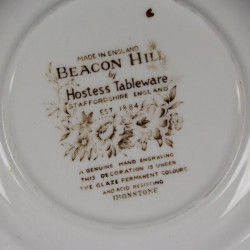 MADE IN ENGLAND
BEACON HILL
by
Hostess Tableware
STAFFORDSHIRE ENGLAND
EST. 1884
A GENUINE HAND ENGRAVING
THIS DECORATION IS UNDER
THE GLAZE PERMANENT COLOURS
AND ACID RESISTING
IRONSTONE